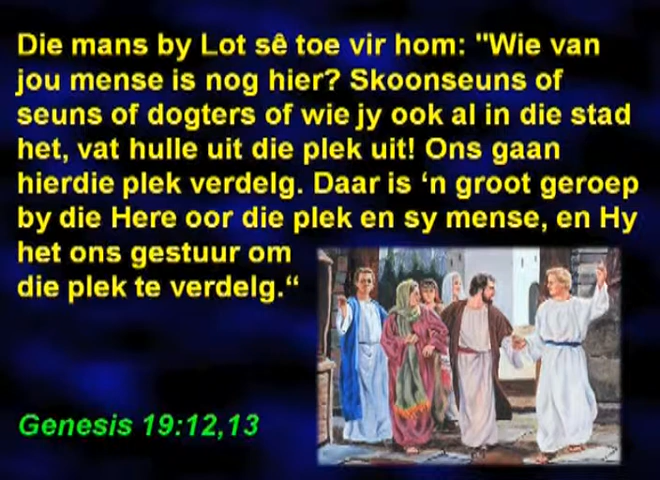 Die mans by Lot sê toe vir hom: "Wie van
jou mense is nog hier? Skoonseuns of
seuns of dogters of wie jy ook al in die stad
het, vat hulle uit die plek uit! Ons gaan
hierdie plek verdelg. Daar is ‘n groot geroep
by die Here oor die plek en sy mense, en Hy
het ons gestuur om
die plek te verdelg.“
Genesis 19:12,13